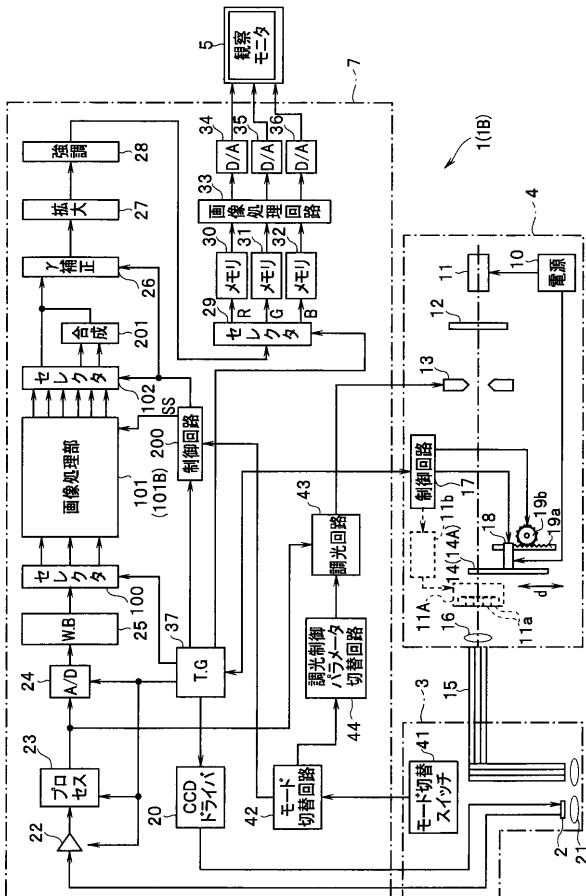 5
観察
モニタ
7
28
強調
27
拡大
26
γ
補正
34
35
36
D/A
D/A
D/A
33
画像処理回路
30
31
32
メモリ
メモリ
メモリ
29
セレクタ
R
G
B
201
合成
102
セレクタ
SS
200
制御回路
画像処理部
101
(101B)
100
セレクタ
25
W.B
24
A/D
23
プロ
セス
22
37
T.G
20
CCD
ドライバ
43
調光回路
44
調光制御
パラメータ
切替回路
42
モード
切替回路
1(1B)
4
11
10
電源
12
13
制御回路
17
11b
18
19b
19a
14(14A)
11A
11a
d
16
15
3
41
モード切替
スイッチ
2
21